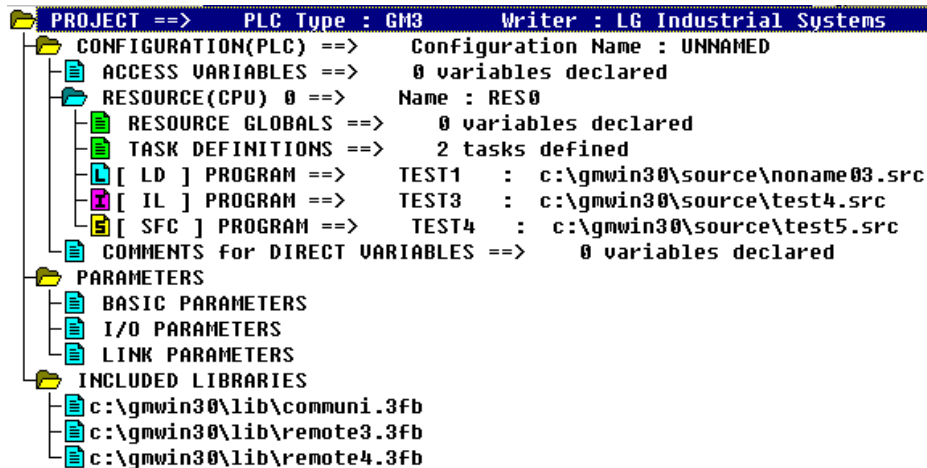 PROJECT ==> PLC Type : GM3 Writer : LG Industrial Systems
CONFIGURATION(PLC) ==> Configuration Name : UNNAMED
ACCESS VARIABLES ==> 0 variables declared
RESOURCE(CPU) 0 ==> Name : RES0
RESOURCE GLOBALS ==> 0 variables declared
TASK DEFINITIONS ==> 2 tasks defined
L [ LD ] PROGRAM ==> TEST1 : c:\gmwin30\source\noname03.src
I [ IL ] PROGRAM ==> TEST3 : c:\gmwin30\source\test4.src
S [ SFC ] PROGRAM ==> TEST4 : c:\gmwin30\source\test5.src
COMMENTS for DIRECT VARIABLES ==> 0 variables declared
PARAMETERS
BASIC PARAMETERS
I/O PARAMETERS
LINK PARAMETERS
INCLUDED LIBRARIES
c:\gmwin30\lib\communi.3fb
c:\gmwin30\lib\remote3.3fb
c:\gmwin30\lib\remote4.3fb